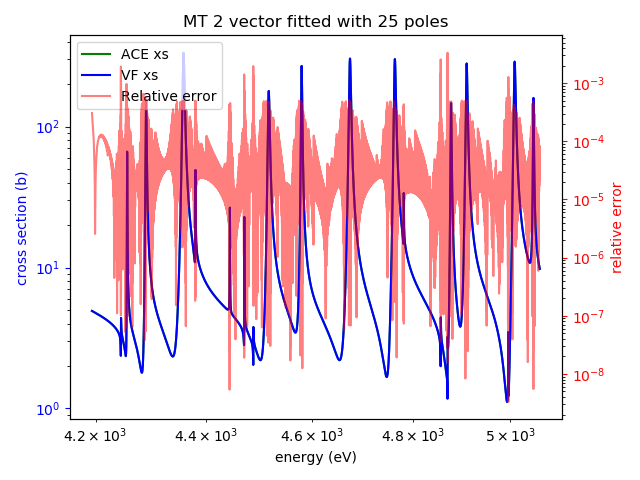 MT 2 vector fitted with 25 poles
ACE xs
VF xs
Relative error
cross section (b)
10²
10¹
10⁰
10⁻³
10⁻⁴
10⁻⁵
10⁻⁶
10⁻⁷
10⁻⁸
relative error
4.2 × 10³ 4.4 × 10³ 4.6 × 10³ 4.8 × 10³ 5 × 10³
energy (eV)